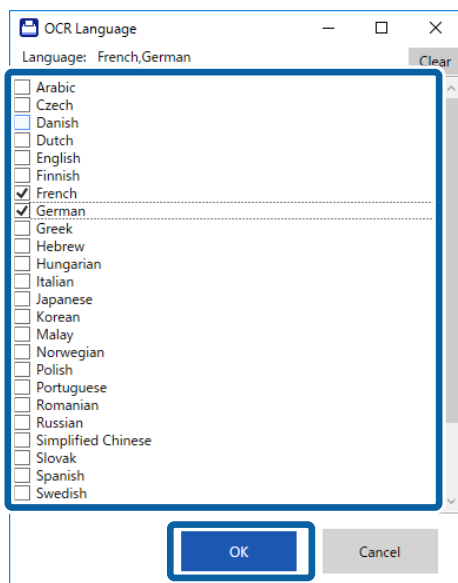 OCR Language
Language: French,German
Clear
Arabic
Czech
Danish
Dutch
English
Finnish
French
German
Greek
Hebrew
Hungarian
Italian
Japanese
Korean
Malay
Norwegian
Polish
Portuguese
Romanian
Russian
Simplified Chinese
Slovak
Spanish
Swedish
OK Cancel